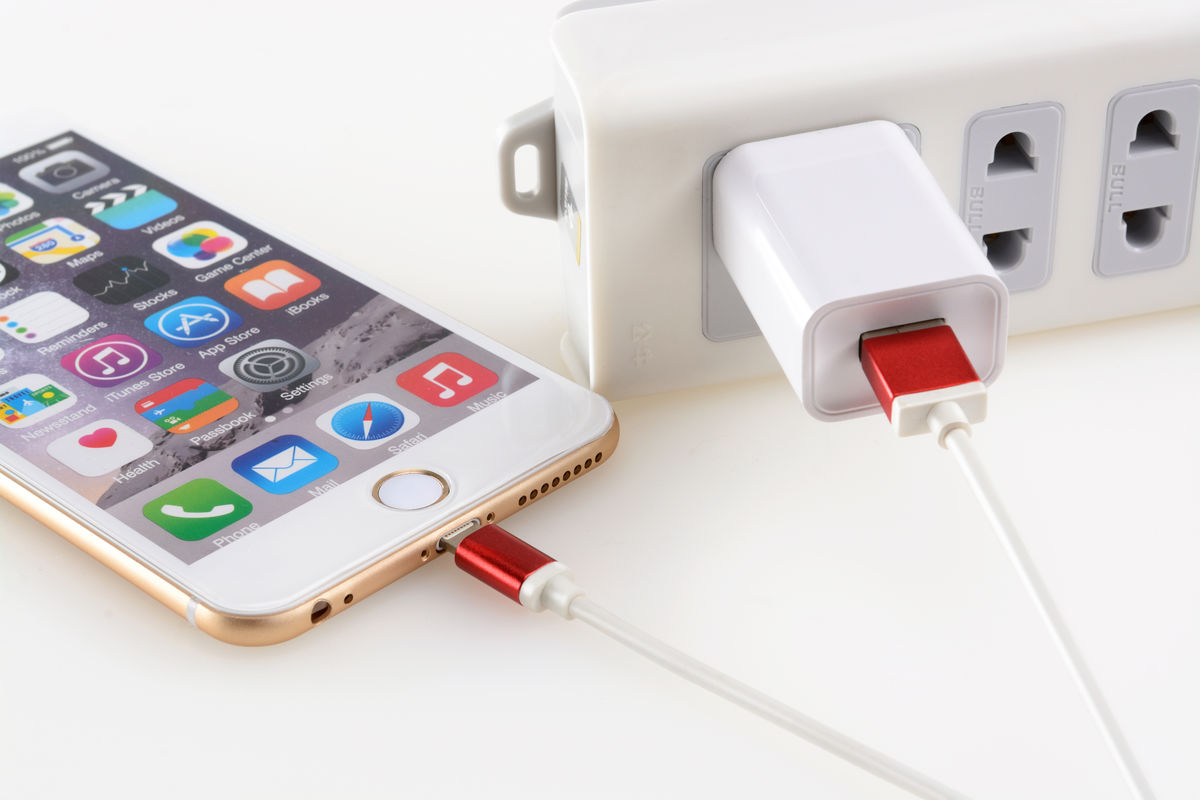 100%
Camera
Photos
Videos
280
Maps
Game Center
Stocks
iBooks
Reminders
App Store
iTunes Store
Settings
Newsstand
Passbook
Music
Health
Safari
Mail
Phone
BULL
BULL